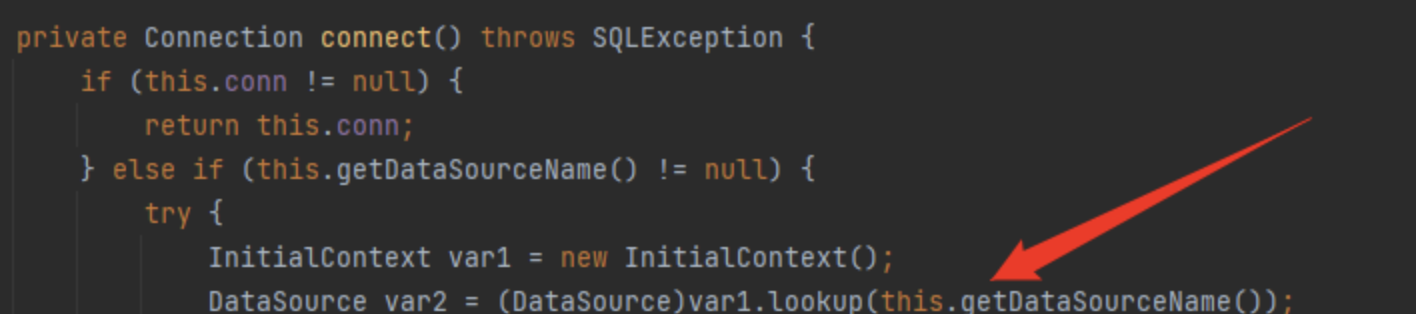 private Connection connect() throws SQLException {
if (this.conn != null) {
return this.conn;
} else if (this.getDataSourceName() != null) {
try {
InitialContext var1 = new InitialContext();
DataSource var2 = (DataSource)var1.lookup(this.getDataSourceName());